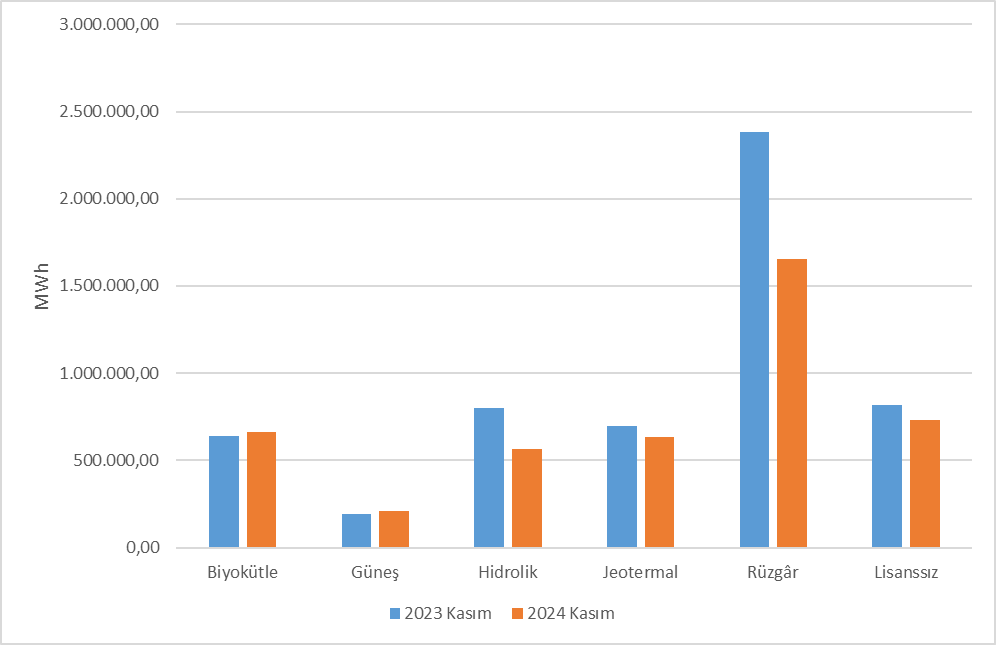 3.000.000,00
2.500.000,00
2.000.000,00
1.500.000,00
1.000.000,00
500.000,00
0,00
MWh
Biyokütle Güneş Hidrolik Jeotermal Rüzgâr Lisanssız
2023 Kasım 2024 Kasım